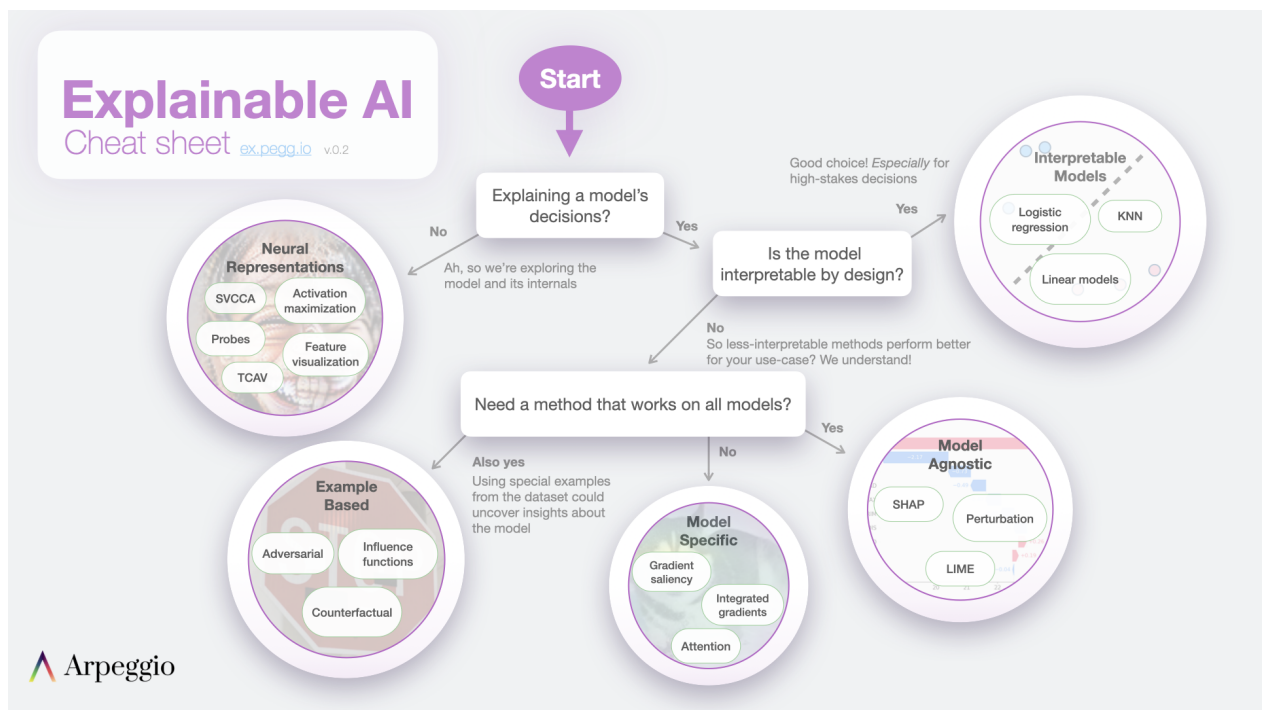 Explainable AI
Cheat sheet ex.pegg.io v.0.2
Start
Explaining a model's
decisions?
No
Ah, so we're exploring the
model and its internals
Yes
Neural
Representations
SVCCA
Activation
maximization
Probes
Feature
visualization
TCAV
Is the model
interpretable by design?
Yes
Good choice! Especially for
high-stakes decisions
Interpretable
Models
Logistic
regression
KNN
Linear models
No
So less-interpretable methods perform better
for your use-case? We understand!
Need a method that works on all models?
Also yes
Using special examples
from the dataset could
uncover insights about
the model
No
Yes
Example
Based
Adversarial
Influence
functions
Counterfactual
Model
Specific
Gradient
saliency
Integrated
gradients
Attention
Model
Agnostic
SHAP
Perturbation
LIME
Arpeggio